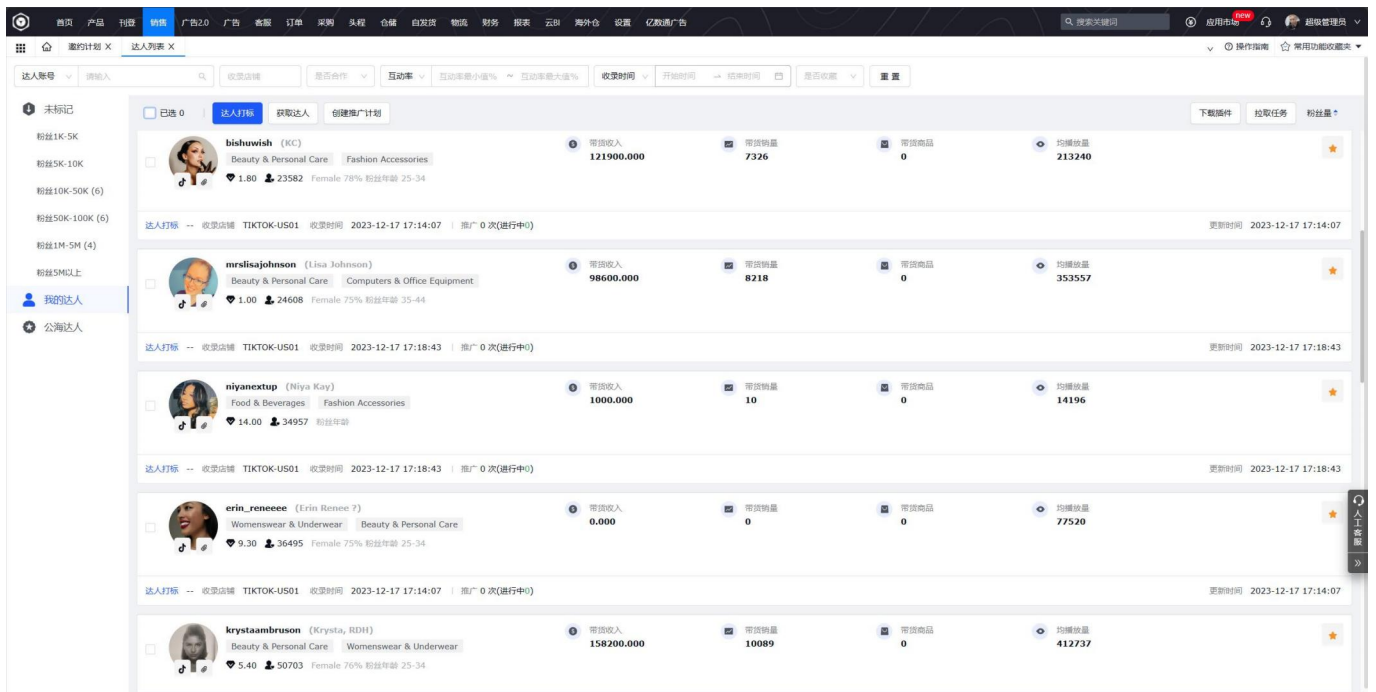 首页 产品 刊登 销售 广告2.0 广告 客服 订单 采购 头程 仓储 自发货 物流 财务 报表 云BI 海外仓 设置 亿数通广告 搜索关键词 应用市场 new 超级管理员
邀约计划 X 达人列表 X 操作指南 常用功能收藏夹
达人账号 请输入 收录店铺 是否合作 互动率 互动率最小值% ~ 互动率最大值% 收录时间 开始时间 → 结束时间 是否收藏 重 置
未标记
粉丝1K-5K
粉丝5K-10K
粉丝10K-50K (6)
粉丝50K-100K (6)
粉丝1M-5M (4)
粉丝5M以上
我的达人
公海达人
已选 0 达人打标 获取达人 创建推广计划 下载插件 拉取任务 粉丝量
bishuwish (KC) 带货收入 带货销量 带货商品 均播放量
Beauty & Personal Care Fashion Accessories 121900.000 7326 0 213240
1.80 23582 Female 78% 粉丝年龄 25-34
达人打标 -- 收录店铺 TIKTOK-US01 收录时间 2023-12-17 17:14:07 推广 0 次(进行中0) 更新时间 2023-12-17 17:14:07
mrslisajohnson (Lisa Johnson) 带货收入 带货销量 带货商品 均播放量
Beauty & Personal Care Computers & Office Equipment 98600.000 8218 0 353557
1.00 24608 Female 75% 粉丝年龄 35-44
达人打标 -- 收录店铺 TIKTOK-US01 收录时间 2023-12-17 17:18:43 推广 0 次(进行中0) 更新时间 2023-12-17 17:18:43
niyanextup (Niya Kay) 带货收入 带货销量 带货商品 均播放量
Food & Beverages Fashion Accessories 1000.000 10 0 14196
14.00 34957 粉丝年龄
达人打标 -- 收录店铺 TIKTOK-US01 收录时间 2023-12-17 17:18:43 推广 0 次(进行中0) 更新时间 2023-12-17 17:18:43
erin_reneeee (Erin Renee ?) 带货收入 带货销量 带货商品 均播放量
Womenswear & Underwear Beauty & Personal Care 0.000 0 0 77520
9.30 36495 Female 75% 粉丝年龄 25-34
达人打标 -- 收录店铺 TIKTOK-US01 收录时间 2023-12-17 17:14:07 推广 0 次(进行中0) 更新时间 2023-12-17 17:14:07
krystaambruson (Krysta, RDH) 带货收入 带货销量 带货商品 均播放量
Beauty & Personal Care Womenswear & Underwear 158200.000 10089 0 412737
5.40 50703 Female 76% 粉丝年龄 25-34
人工客服